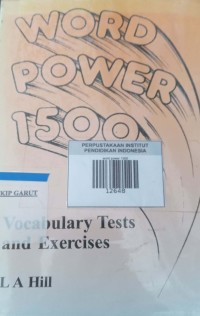 WORD
POWER
1500
PERPUSTAKAAN INSTITUT
PENDIDIKAN INDONESIA
12648
KIP GARUT
Vocabulary Tests
and Exercises
L A Hill